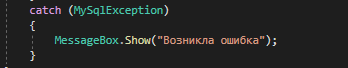 catch (MySqlException)
{
MessageBox.Show("Возникла ошибка");
}